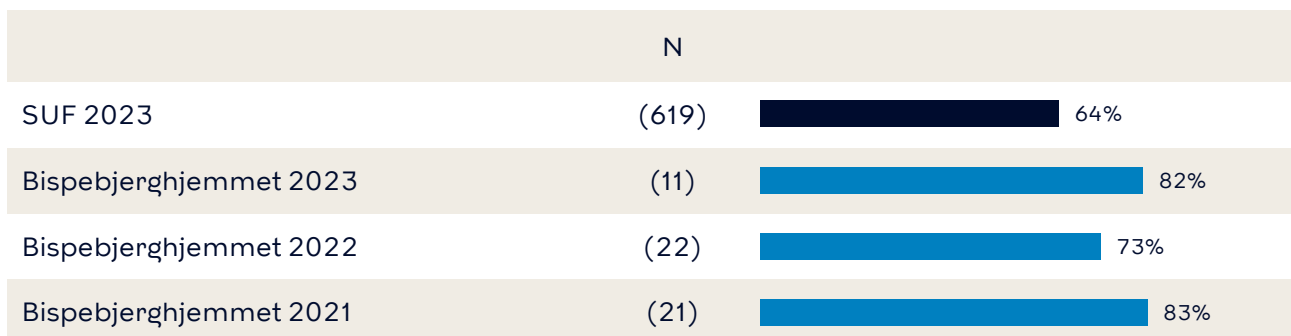 N
SUF 2023 (619) 64%
Bispebjerghjemmet 2023 (11) 82%
Bispebjerghjemmet 2022 (22) 73%
Bispebjerghjemmet 2021 (21) 83%